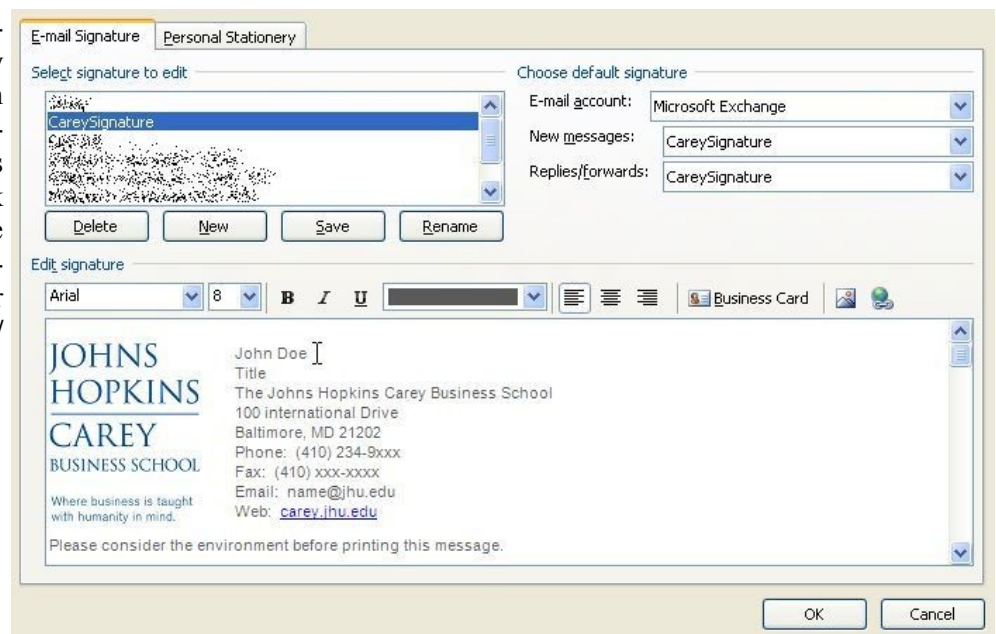 E-mail Signature
Personal Stationery
Select signature to edit
CareySignature
Delete
New
Save
Rename
Choose default signature
E-mail account: Microsoft Exchange
New messages: CareySignature
Replies/forwards: CareySignature
Edit signature
Arial 8 B I U Business Card
JOHNS
HOPKINS
CAREY
BUSINESS SCHOOL
Where business is taught
with humanity in mind.
John Doe
Title
The Johns Hopkins Carey Business School
100 international Drive
Baltimore, MD 21202
Phone: (410) 234-9xxx
Fax: (410) xxx-xxxx
Email: name@jhu.edu
Web: carey.jhu.edu
Please consider the environment before printing this message.
OK
Cancel